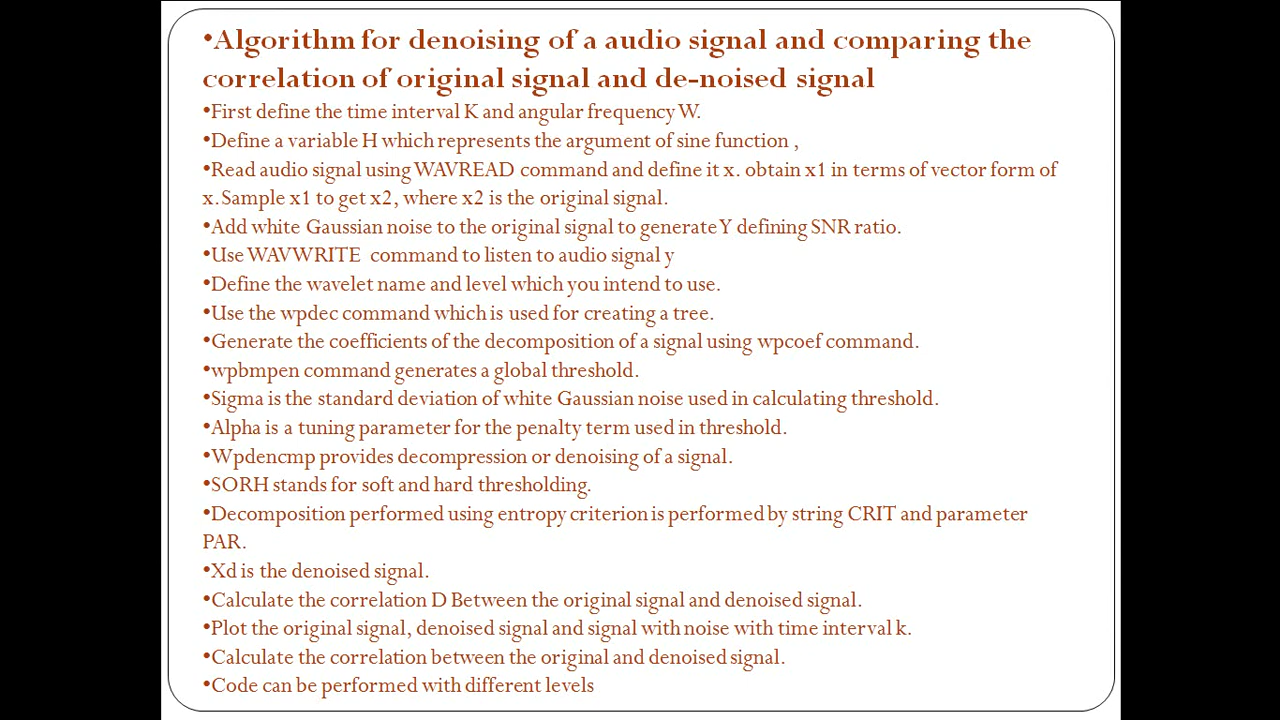 •Algorithm for denoising of a audio signal and comparing the
correlation of original signal and de-noised signal
•First define the time interval K and angular frequency W.
•Define a variable H which represents the argument of sine function ,
•Read audio signal using WAVREAD command and define it x. obtain x1 in terms of vector form of
x.Sample x1 to get x2, where x2 is the original signal.
•Add white Gaussian noise to the original signal to generate Y defining SNR ratio.
•Use WAVWRITE command to listen to audio signal y
•Define the wavelet name and level which you intend to use.
•Use the wpdec command which is used for creating a tree.
•Generate the coefficients of the decomposition of a signal using wpcoef command.
•wpbmpen command generates a global threshold.
•Sigma is the standard deviation of white Gaussian noise used in calculating threshold.
•Alpha is a tuning parameter for the penalty term used in threshold.
•Wpdencmp provides decompression or denoising of a signal.
•SORH stands for soft and hard thresholding.
•Decomposition performed using entropy criterion is performed by string CRIT and parameter
PAR.
•Xd is the denoised signal.
•Calculate the correlation D Between the original signal and denoised signal.
•Plot the original signal, denoised signal and signal with noise with time interval k.
•Calculate the correlation between the original and denoised signal.
•Code can be performed with different levels